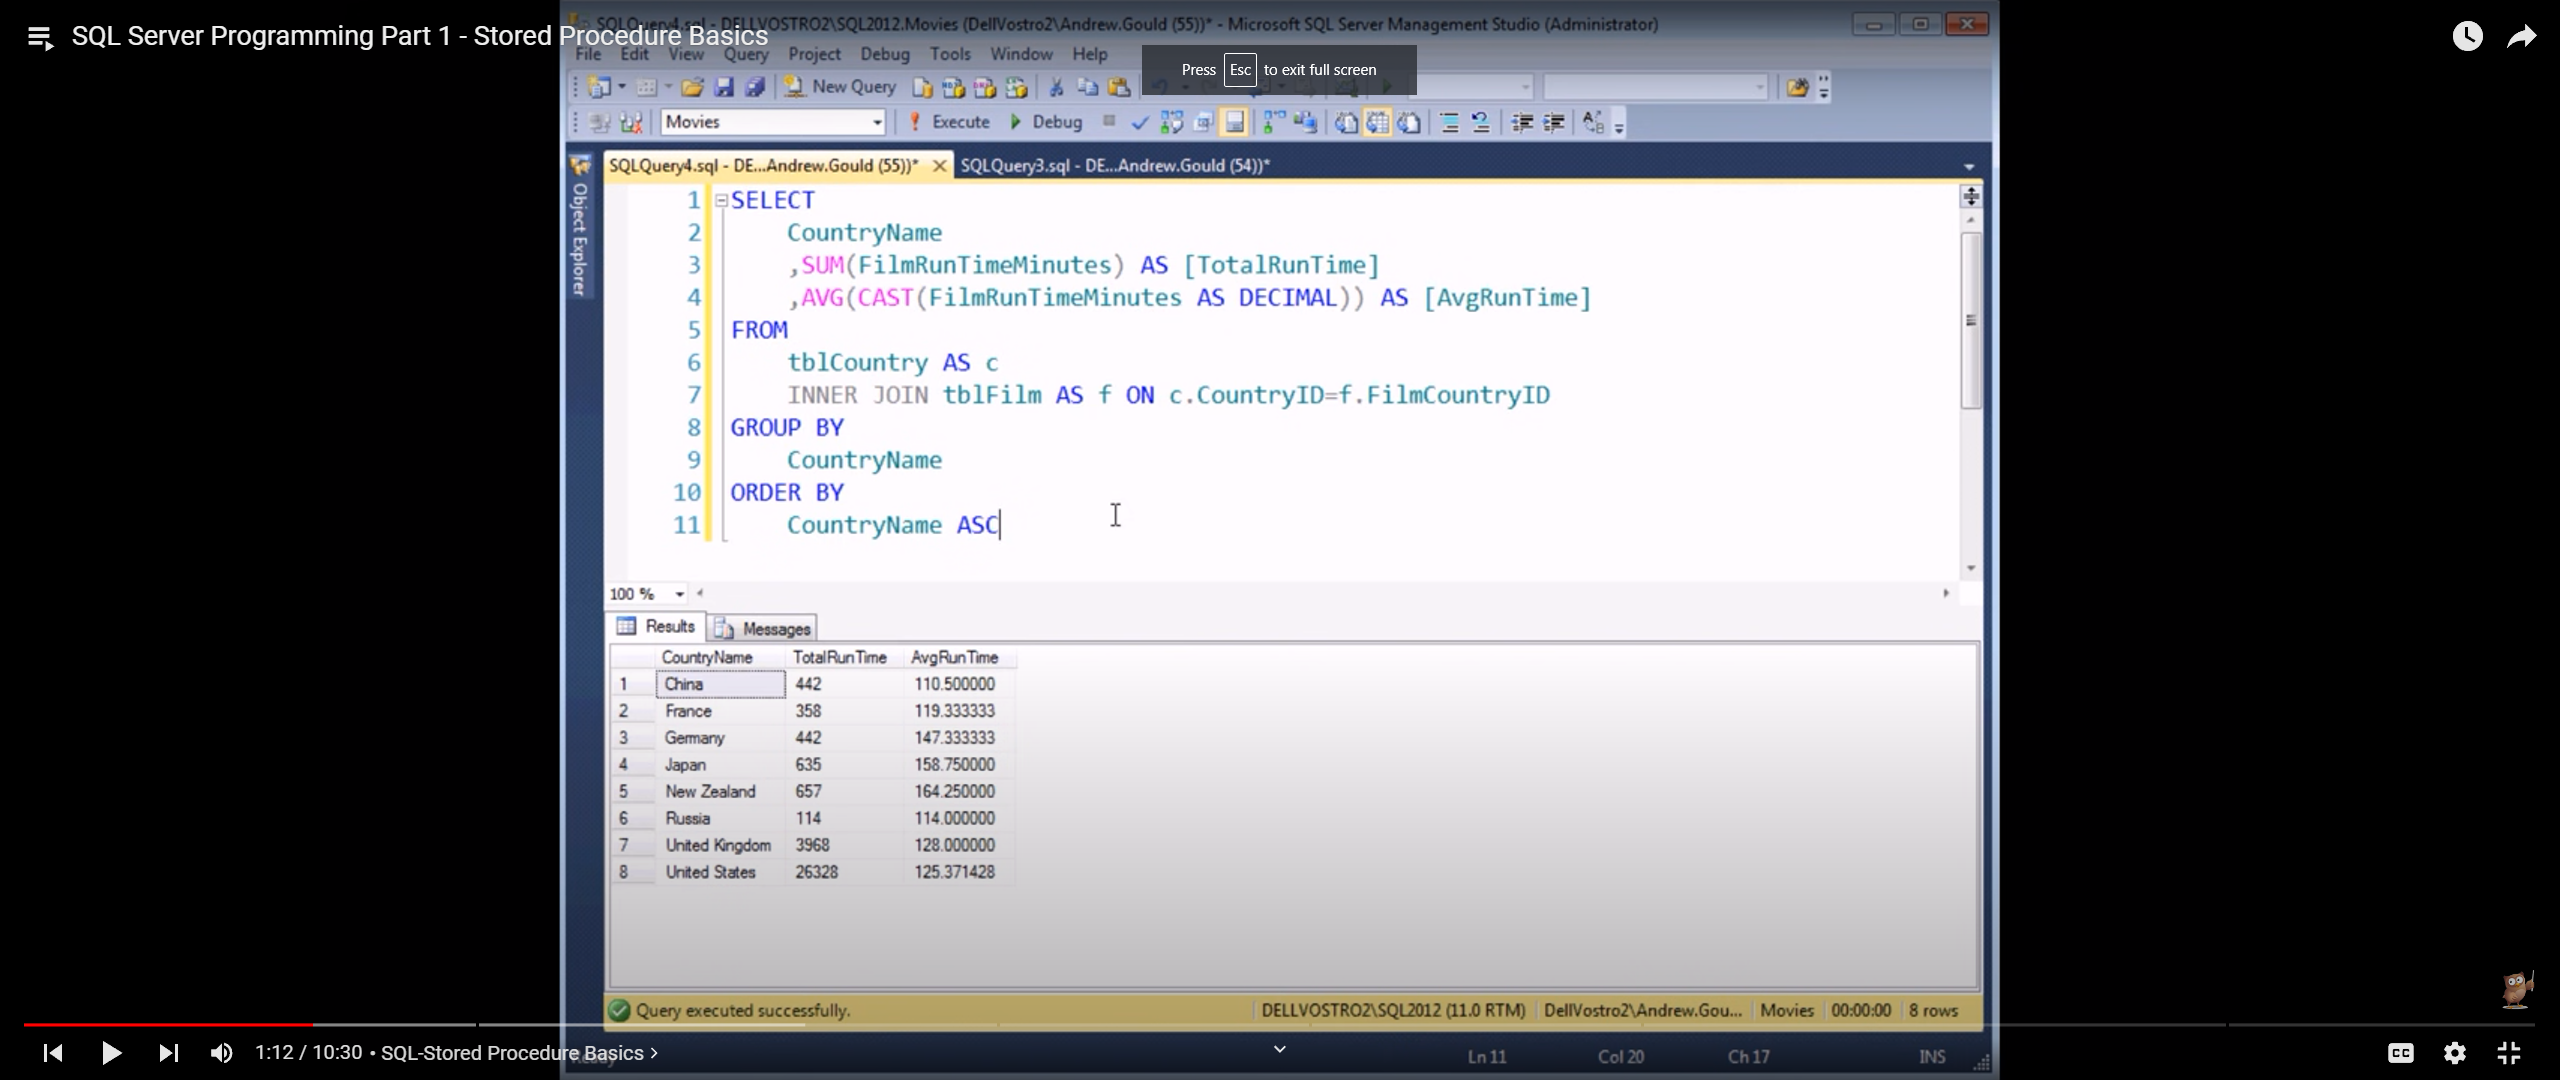 SQL Server Programming Part 1 - Stored Procedure Basics
SQLQuery4.sql - DELLVOSTRO2\SQL2012.Movies (DellVostro2\Andrew.Gould (55))* - Microsoft SQL Server Management Studio (Administrator)
File Edit View Query Project Debug Tools Window Help
Press Esc to exit full screen
New Query
Movies Execute Debug
SQLQuery4.sql - DE...Andrew.Gould (55))* SQLQuery3.sql - DE...Andrew.Gould (54))*
Object Explorer
1 SELECT
2 CountryName
3 ,SUM(FilmRunTimeMinutes) AS [TotalRunTime]
4 ,AVG(CAST(FilmRunTimeMinutes AS DECIMAL)) AS [AvgRunTime]
5 FROM
6 tblCountry AS c
7 INNER JOIN tblFilm AS f ON c.CountryID=f.FilmCountryID
8 GROUP BY
9 CountryName
10 ORDER BY
11 CountryName ASC
100 %
Results Messages
CountryName TotalRunTime AvgRunTime
1 China 442 110.500000
2 France 358 119.333333
3 Germany 442 147.333333
4 Japan 635 158.750000
5 New Zealand 657 164.250000
6 Russia 114 114.000000
7 United Kingdom 3968 128.000000
8 United States 26328 125.371428
Query executed successfully. DELLVOSTRO2\SQL2012 (11.0 RTM) DellVostro2\Andrew.Gou... Movies 00:00:00 8 rows
1:12 / 10:30 • SQL-Stored Procedure Basics
Ln 11 Col 20 Ch 17 INS
CC